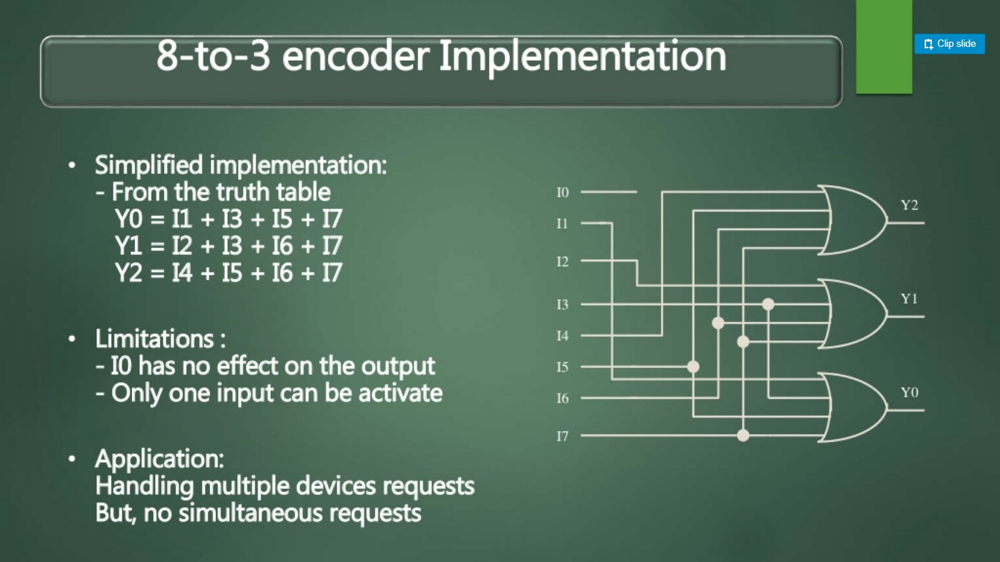 8-to-3 encoder Implementation
Clip slide
• Simplified implementation:
- From the truth table
Y0 = I1 + I3 + I5 + I7
Y1 = I2 + I3 + I6 + I7
Y2 = I4 + I5 + I6 + I7
• Limitations :
- I0 has no effect on the output
- Only one input can be activate
• Application:
Handling multiple devices requests
But, no simultaneous requests
I0
I1
I2
I3
I4
I5
I6
I7
Y2
Y1
Y0